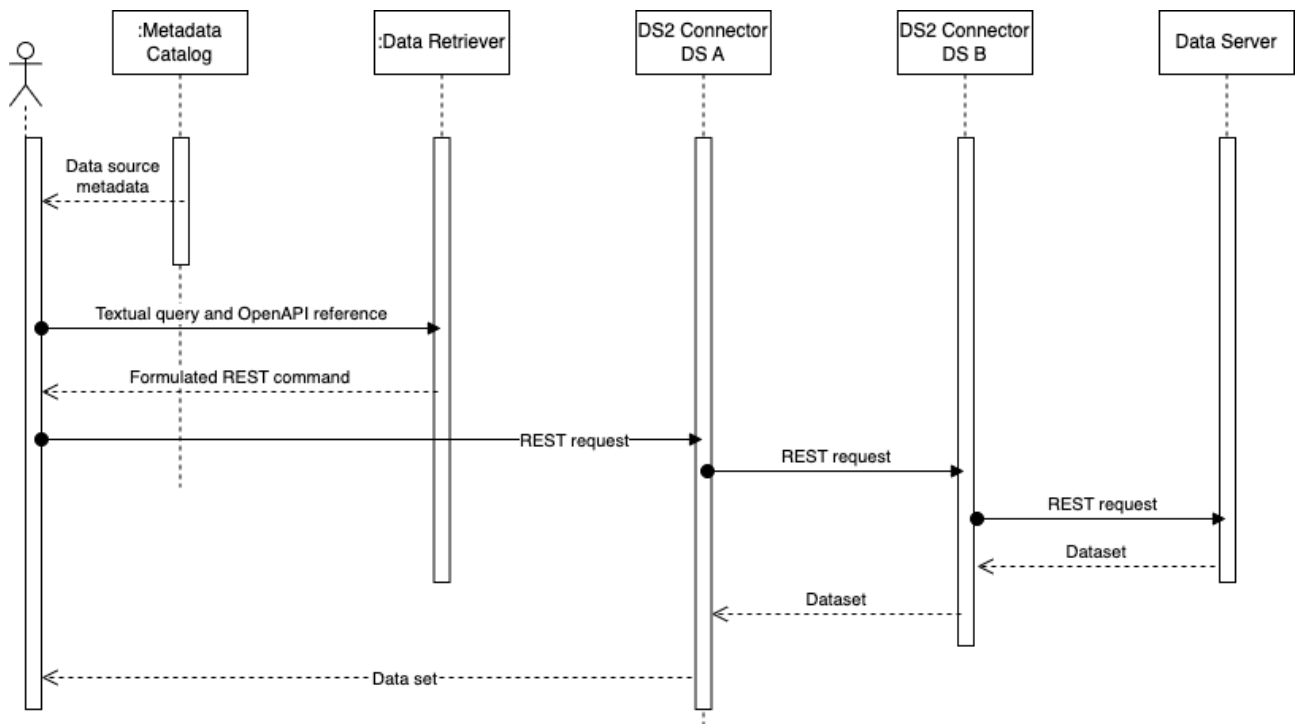 :Metadata
Catalog
:Data Retriever
DS2 Connector
DS A
DS2 Connector
DS B
Data Server
Data source
metadata
Textual query and OpenAPI reference
Formulated REST command
REST request
REST request
REST request
Dataset
Dataset
Data set